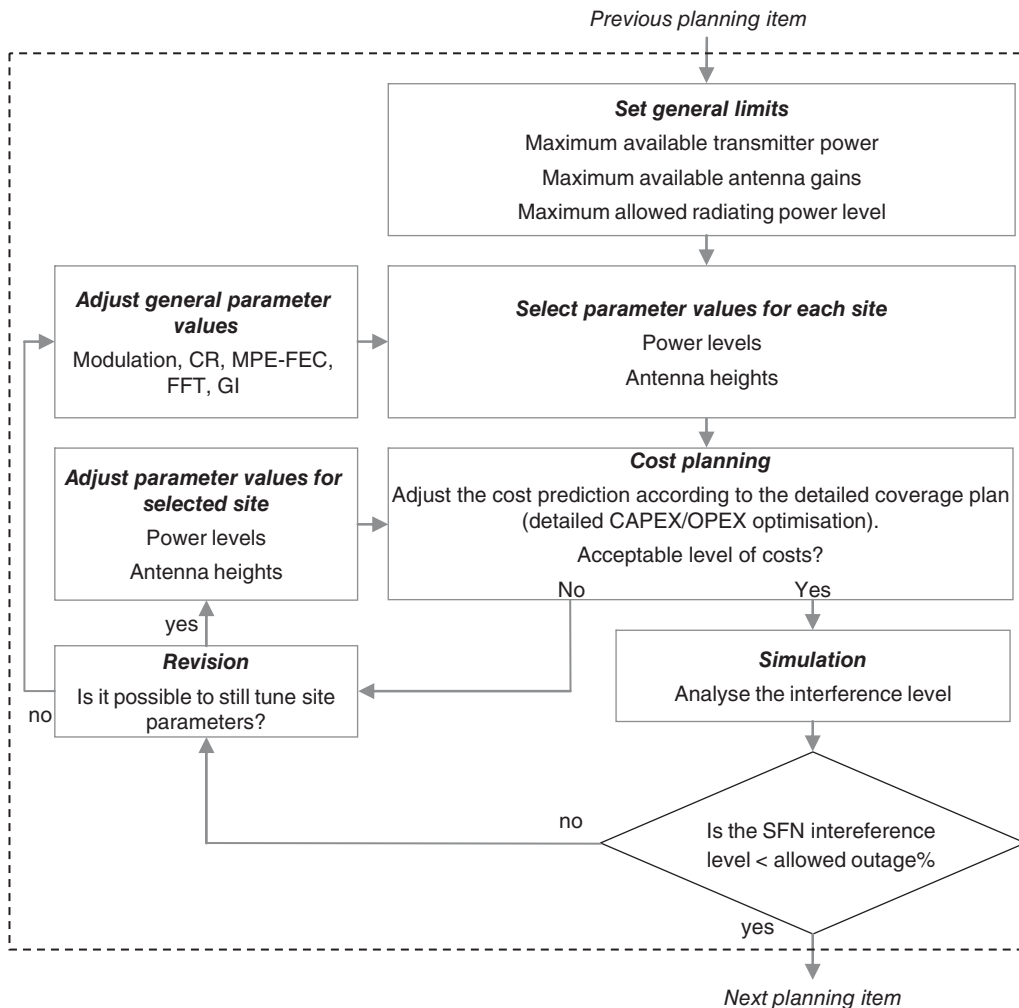 Previous planning item
Set general limits
Maximum available transmitter power
Maximum available antenna gains
Maximum allowed radiating power level
Adjust general parameter
values
Modulation, CR, MPE-FEC,
FFT, GI
Select parameter values for each site
Power levels
Antenna heights
Adjust parameter values for
selected site
Power levels
Antenna heights
Cost planning
Adjust the cost prediction according to the detailed coverage plan
(detailed CAPEX/OPEX optimisation).
Acceptable level of costs?
No
Yes
yes
Revision
Is it possible to still tune site
parameters?
no
Simulation
Analyse the interference level
no
Is the SFN intereference
level < allowed outage%
yes
Next planning item